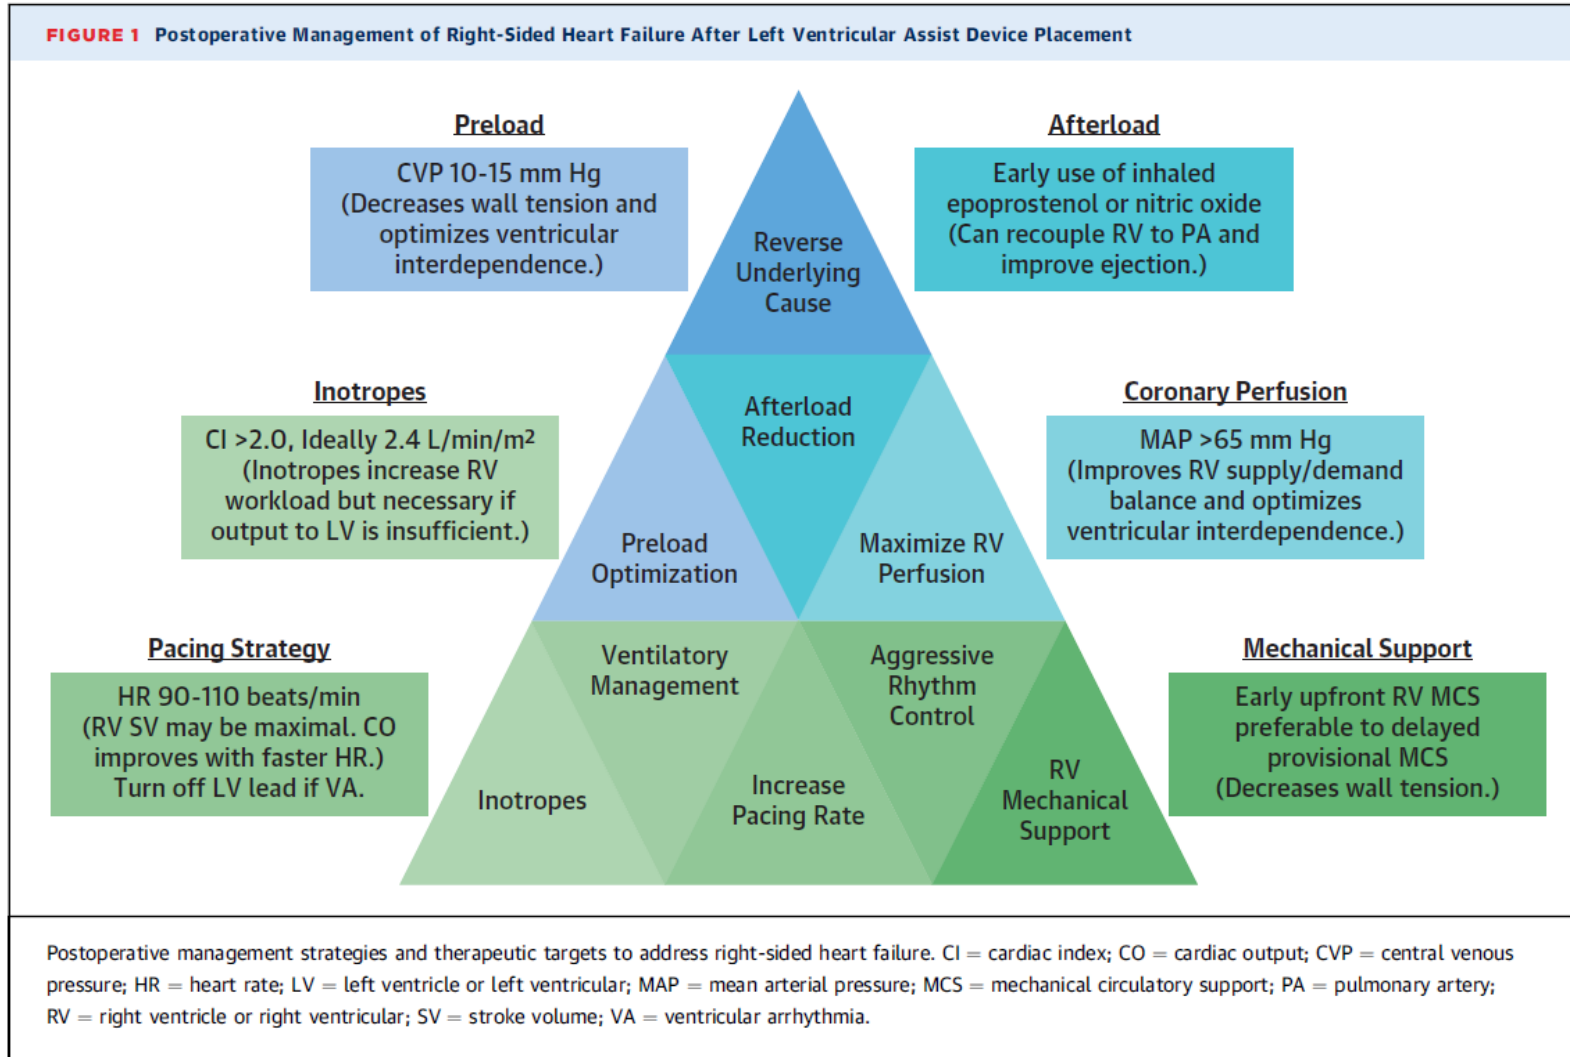 FIGURE 1 Postoperative Management of Right-Sided Heart Failure After Left Ventricular Assist Device Placement
Preload
CVP 10-15 mm Hg
(Decreases wall tension and
optimizes ventricular
interdependence.)
Afterload
Early use of inhaled
epoprostenol or nitric oxide
(Can recouple RV to PA and
improve ejection.)
Reverse
Underlying
Cause
Inotropes
CI >2.0, Ideally 2.4 L/min/m²
(Inotropes increase RV
workload but necessary if
output to LV is insufficient.)
Afterload
Reduction
Coronary Perfusion
MAP >65 mm Hg
(Improves RV supply/demand
balance and optimizes
ventricular interdependence.)
Preload
Optimization
Maximize RV
Perfusion
Pacing Strategy
HR 90-110 beats/min
(RV SV may be maximal. CO
improves with faster HR.)
Turn off LV lead if VA.
Ventilatory
Management
Aggressive
Rhythm
Control
Mechanical Support
Early upfront RV MCS
preferable to delayed
provisional MCS
(Decreases wall tension.)
Inotropes
Increase
Pacing Rate
RV
Mechanical
Support
Postoperative management strategies and therapeutic targets to address right-sided heart failure. CI = cardiac index; CO = cardiac output; CVP = central venous
pressure; HR = heart rate; LV = left ventricle or left ventricular; MAP = mean arterial pressure; MCS = mechanical circulatory support; PA = pulmonary artery;
RV = right ventricle or right ventricular; SV = stroke volume; VA = ventricular arrhythmia.